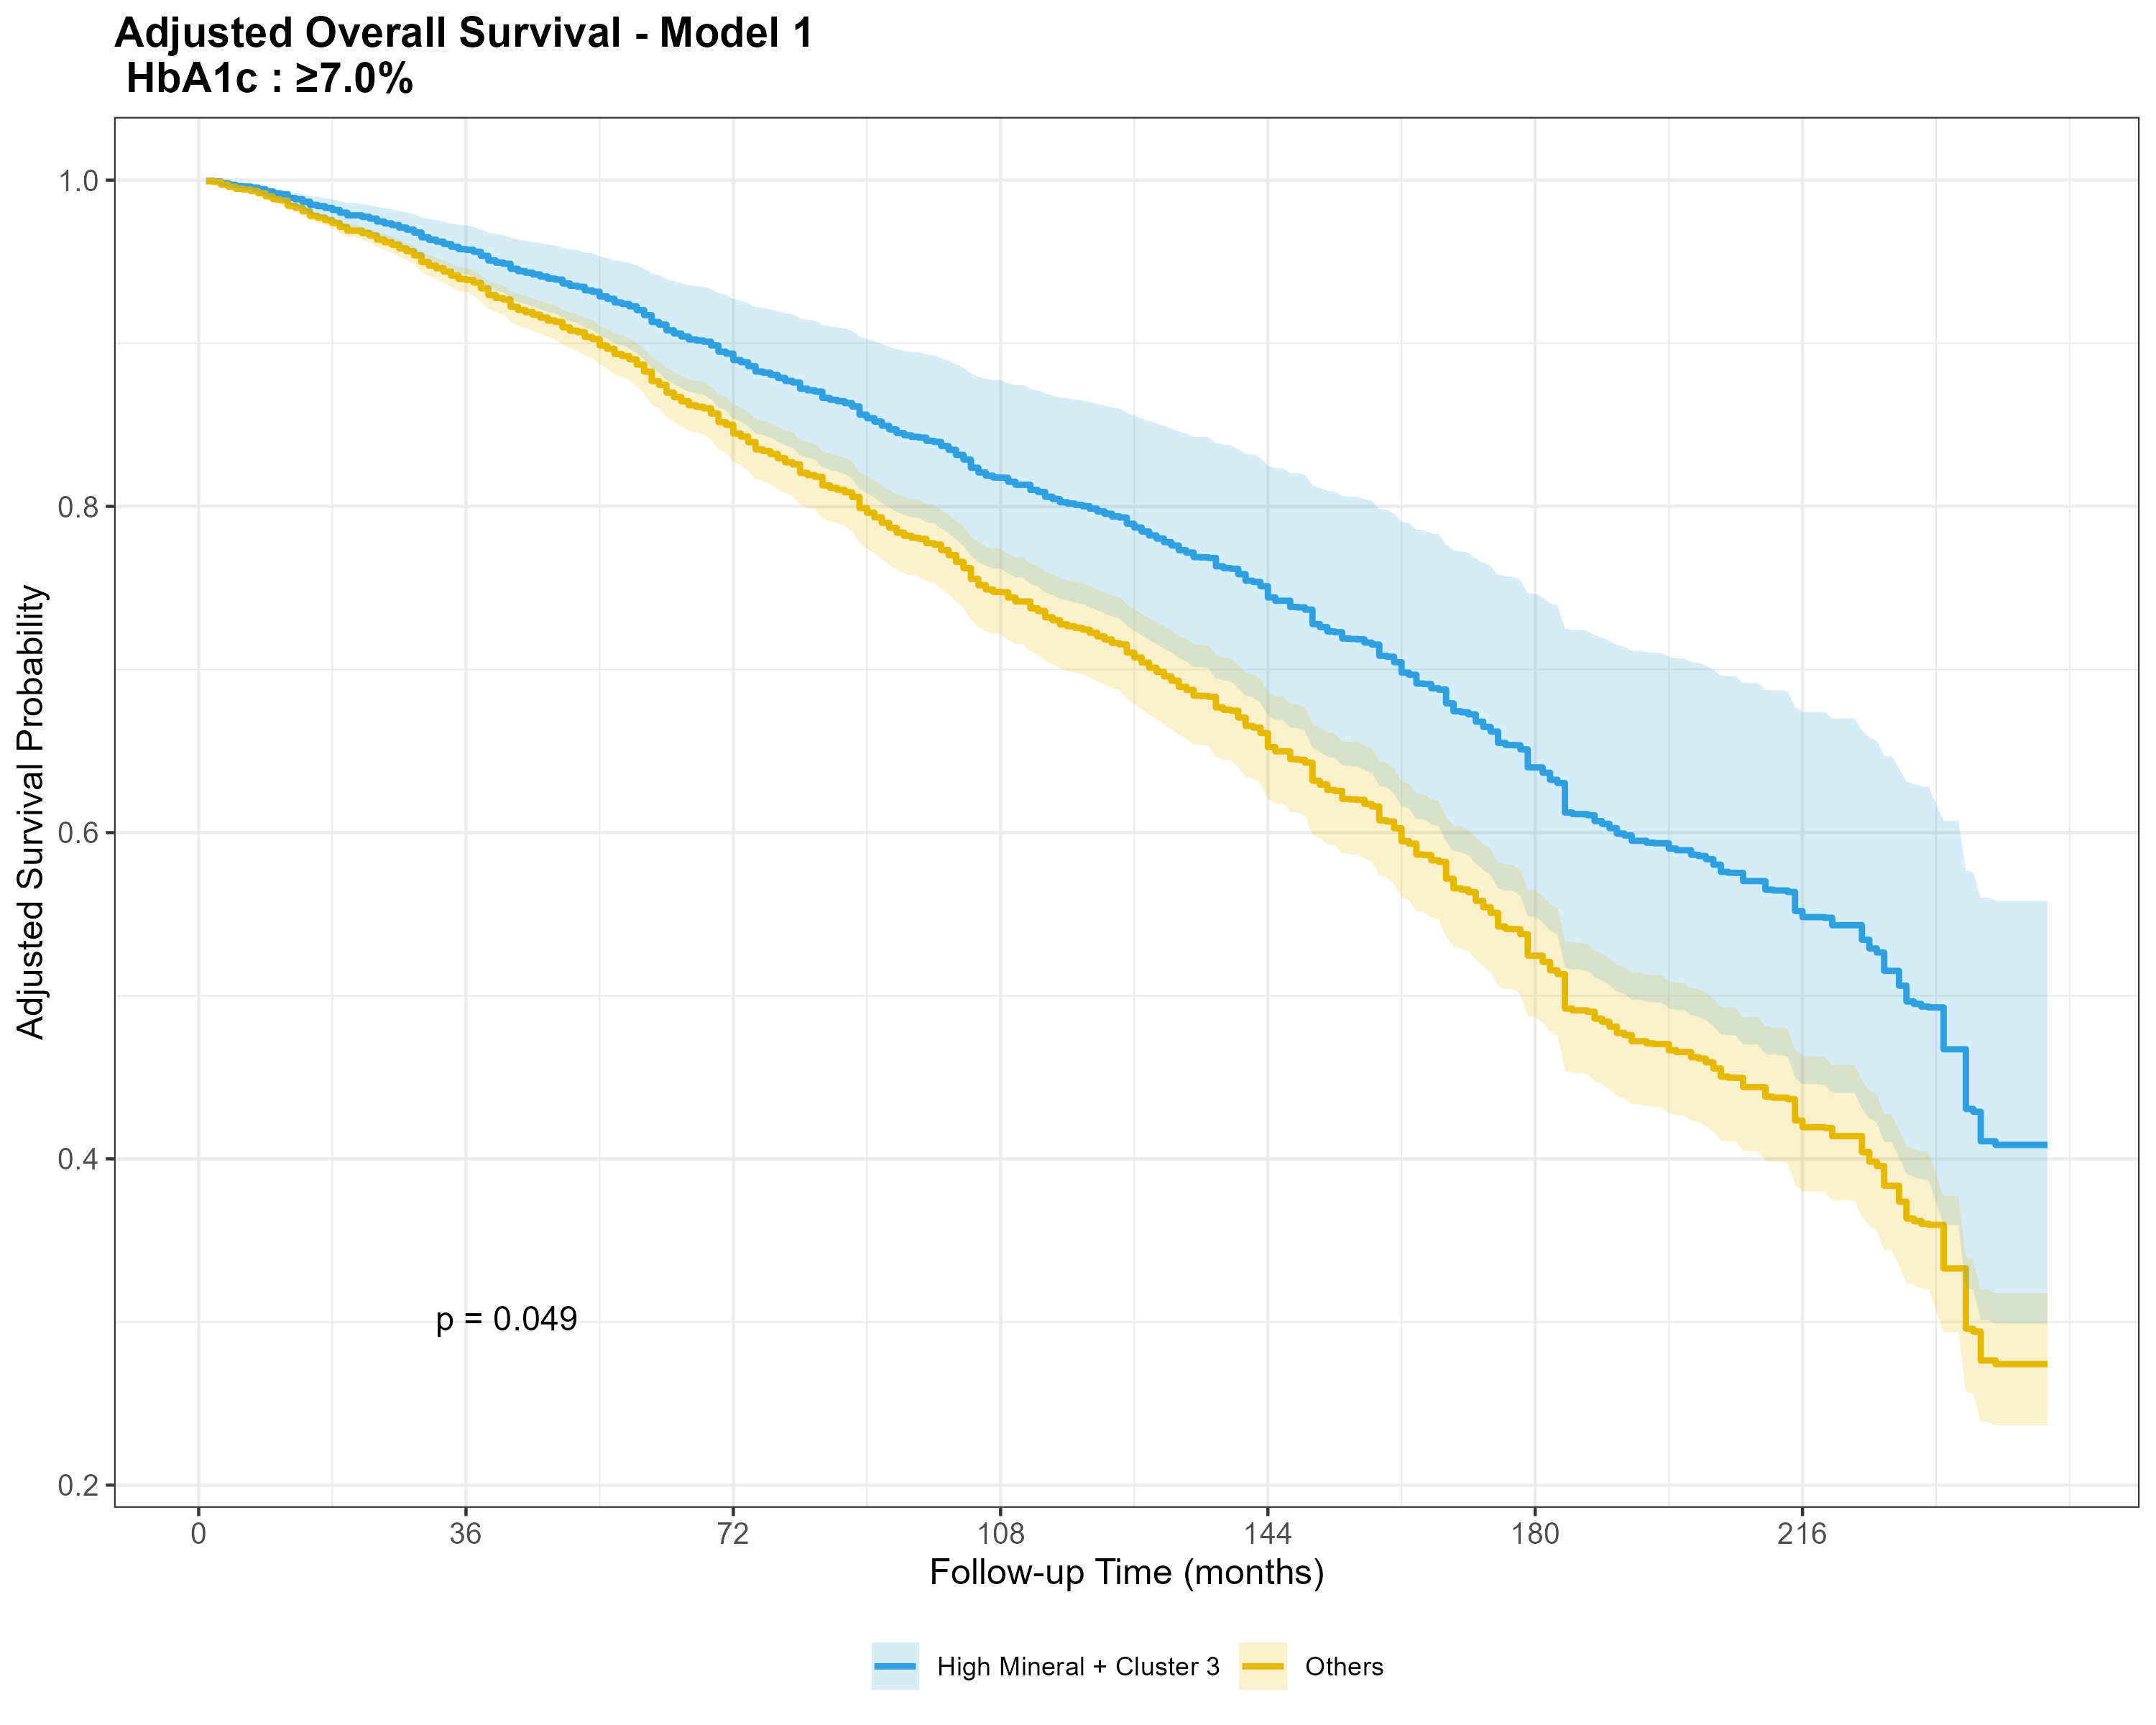 Adjusted Overall Survival - Model 1
HbA1c : ≥7.0%
Adjusted Survival Probability
1.0
0.8
0.6
0.4
0.2
p = 0.049
0 36 72 108 144 180 216
Follow-up Time (months)
High Mineral + Cluster 3 Others